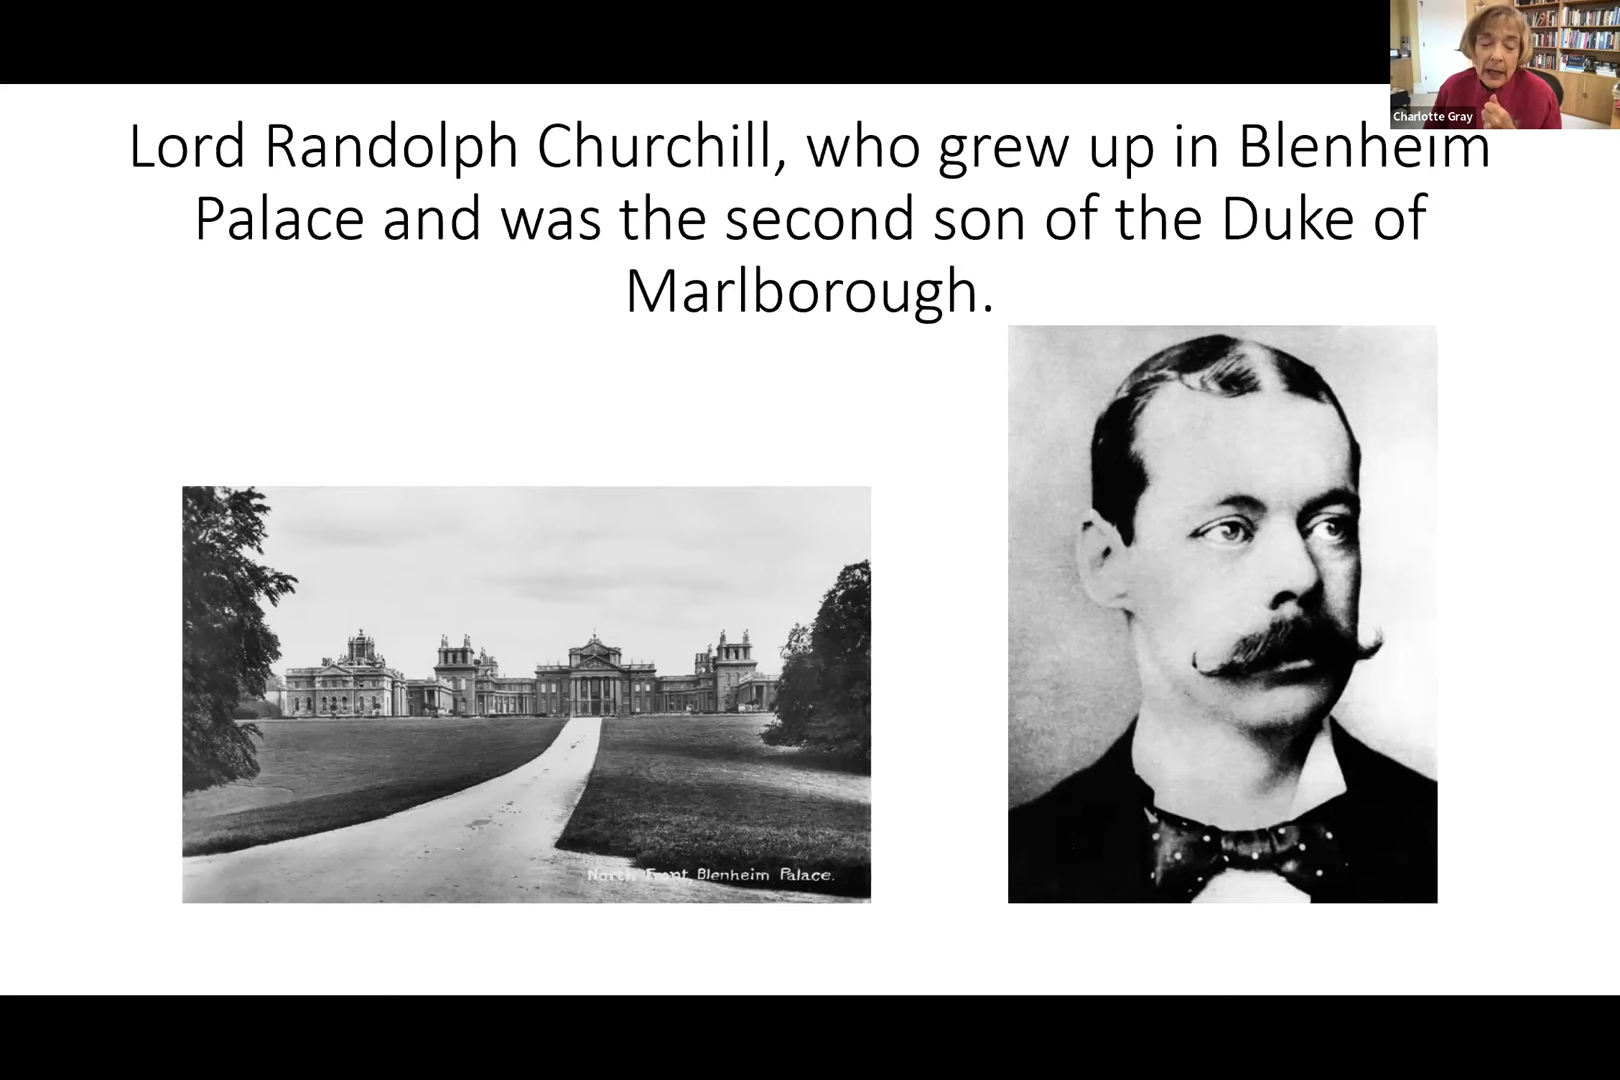 Charlotte Gray
Lord Randolph Churchill, who grew up in Blenheim
Palace and was the second son of the Duke of
Marlborough.
North Front, Blenheim Palace.